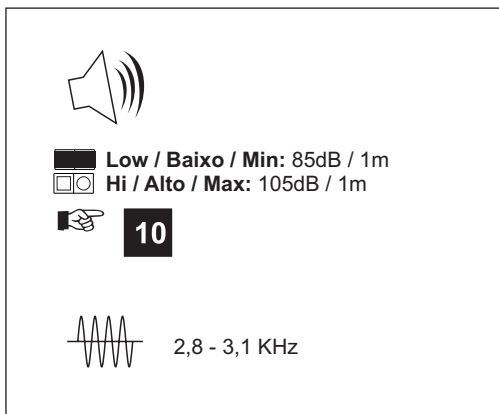 Low / Baixo / Min: 85dB / 1m
Hi / Alto / Max: 105dB / 1m
10
2,8 - 3,1 KHz